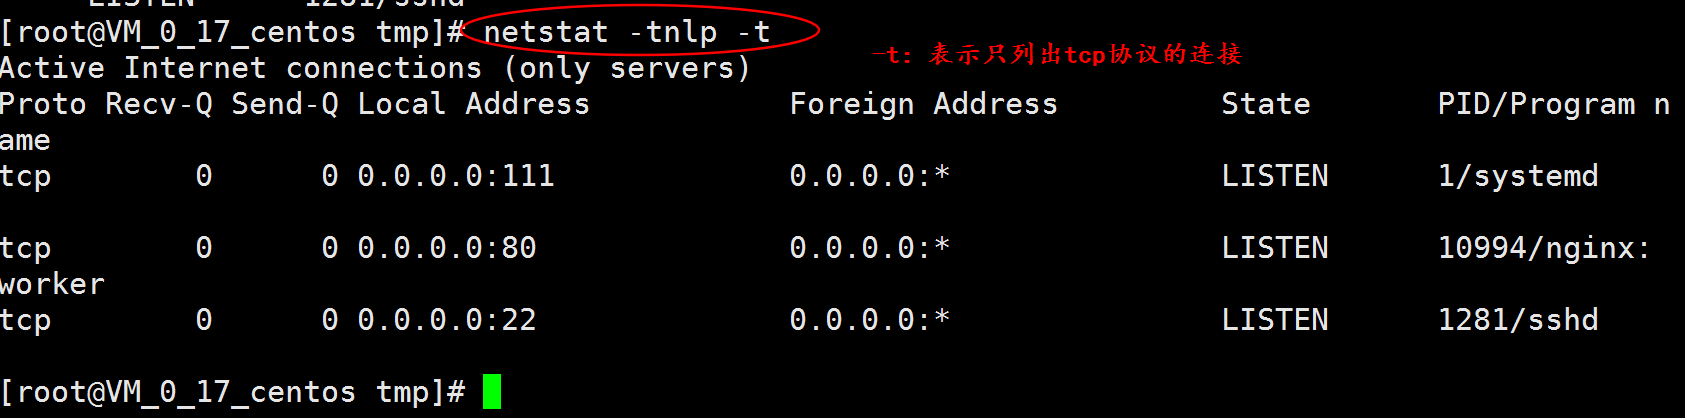 LISTEN 1281/sshd
[root@VM_0_17_centos tmp]# netstat -tnlp -t
-t: 表示只列出tcp协议的连接
Active Internet connections (only servers)
Proto Recv-Q Send-Q Local Address Foreign Address State PID/Program n
ame
tcp 0 0 0.0.0.0:111 0.0.0.0:* LISTEN 1/systemd
tcp 0 0 0.0.0.0:80 0.0.0.0:* LISTEN 10994/nginx:
worker
tcp 0 0 0.0.0.0:22 0.0.0.0:* LISTEN 1281/sshd
[root@VM_0_17_centos tmp]#